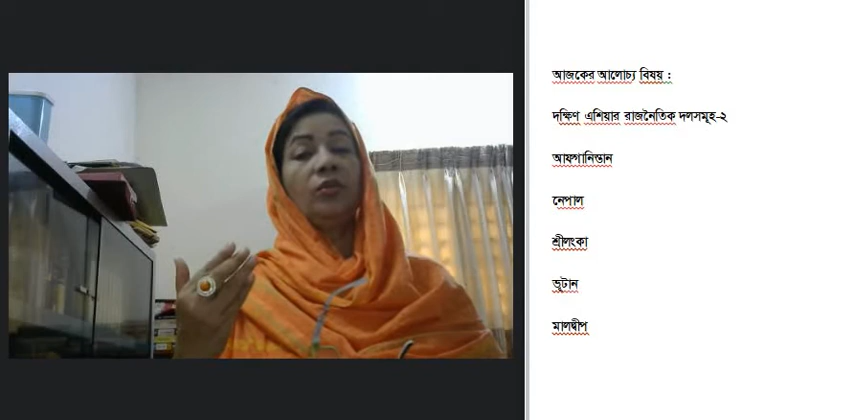 আজকের আলোচ্য বিষয় :
দক্ষিণ এশিয়ার রাজনৈতিক দলসমূহ-২
আফগানিস্তান
নেপাল
শ্রীলংকা
ভূটান
মালদ্বীপ